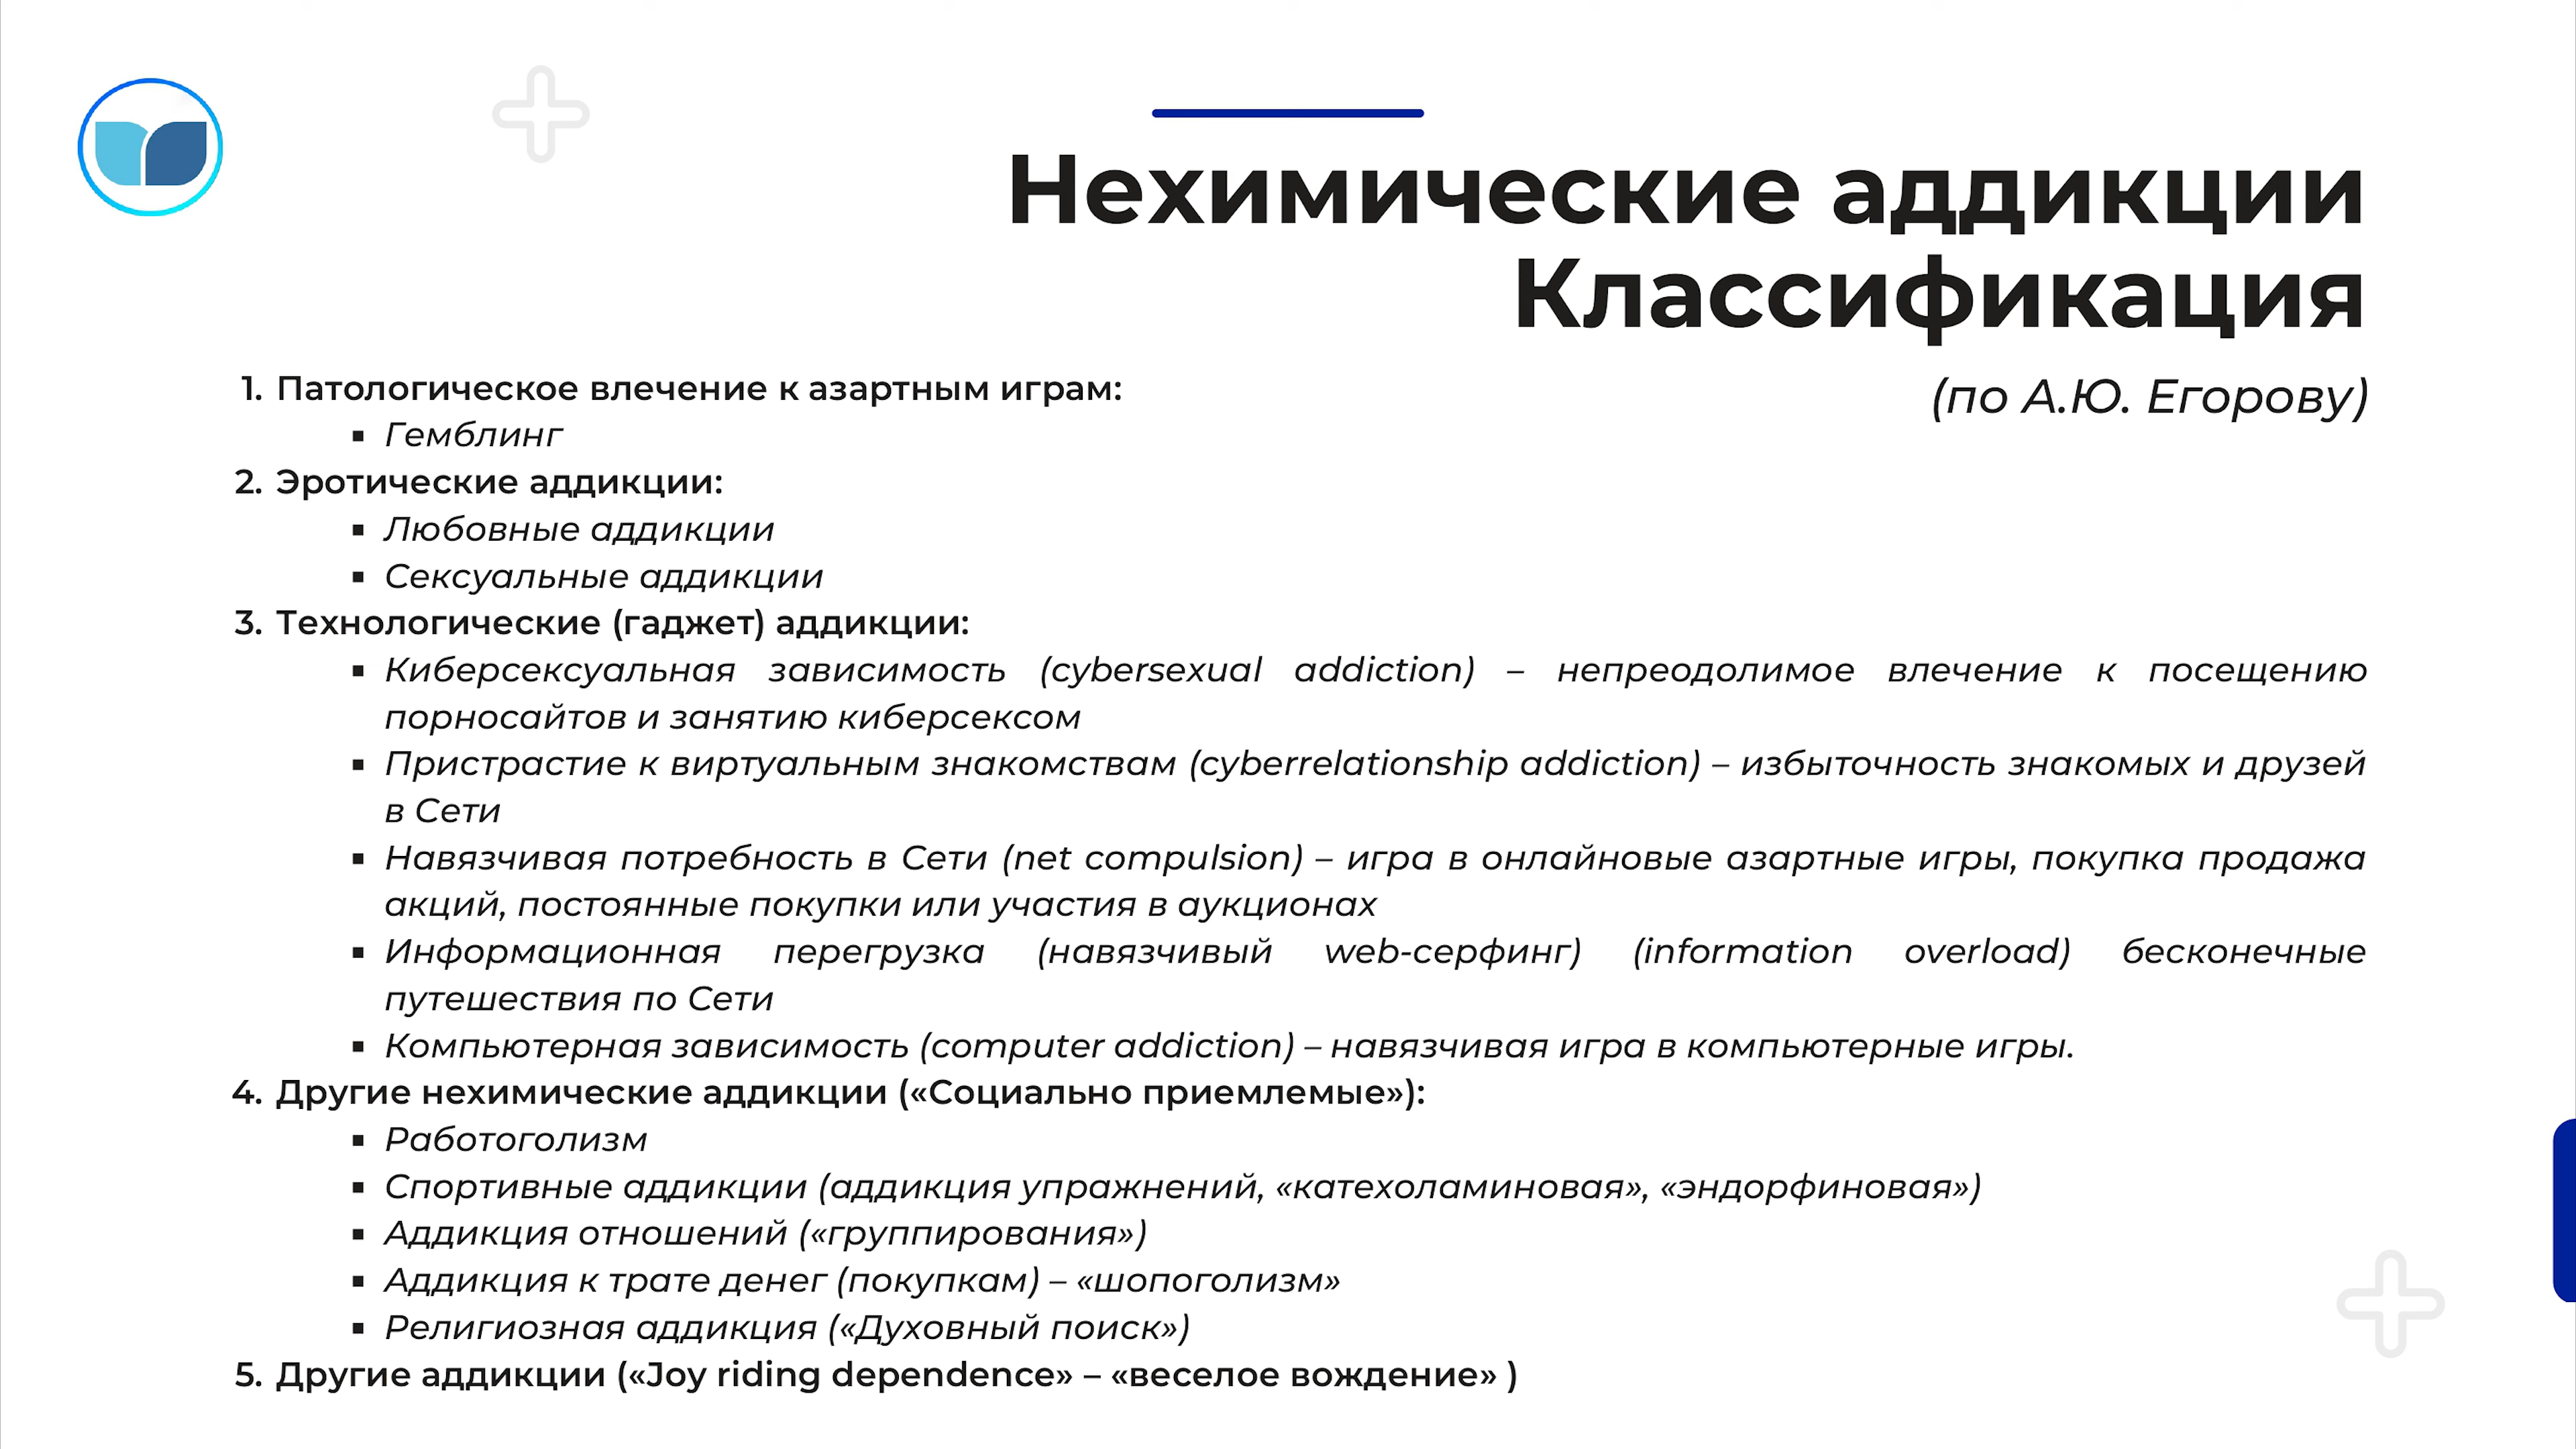 Нехимические аддикции
Классификация
(по А.Ю. Егорову)
1. Патологическое влечение к азартным играм:
▪ Гемблинг
2. Эротические аддикции:
▪ Любовные аддикции
▪ Сексуальные аддикции
3. Технологические (гаджет) аддикции:
▪ Киберсексуальная зависимость (cybersexual addiction) – непреодолимое влечение к посещению
порносайтов и занятию киберсексом
▪ Пристрастие к виртуальным знакомствам (cyberrelationship addiction) – избыточность знакомых и друзей
в Сети
▪ Навязчивая потребность в Сети (net compulsion) – игра в онлайновые азартные игры, покупка продажа
акций, постоянные покупки или участия в аукционах
▪ Информационная перегрузка (навязчивый web-серфинг) (information overload) бесконечные
путешествия по Сети
▪ Компьютерная зависимость (computer addiction) – навязчивая игра в компьютерные игры.
4. Другие нехимические аддикции («Социально приемлемые»):
▪ Работоголизм
▪ Спортивные аддикции (аддикция упражнений, «катехоламиновая», «эндорфиновая»)
▪ Аддикция отношений («группирования»)
▪ Аддикция к трате денег (покупкам) – «шопоголизм»
▪ Религиозная аддикция («Духовный поиск»)
5. Другие аддикции («Joy riding dependence» – «веселое вождение» )